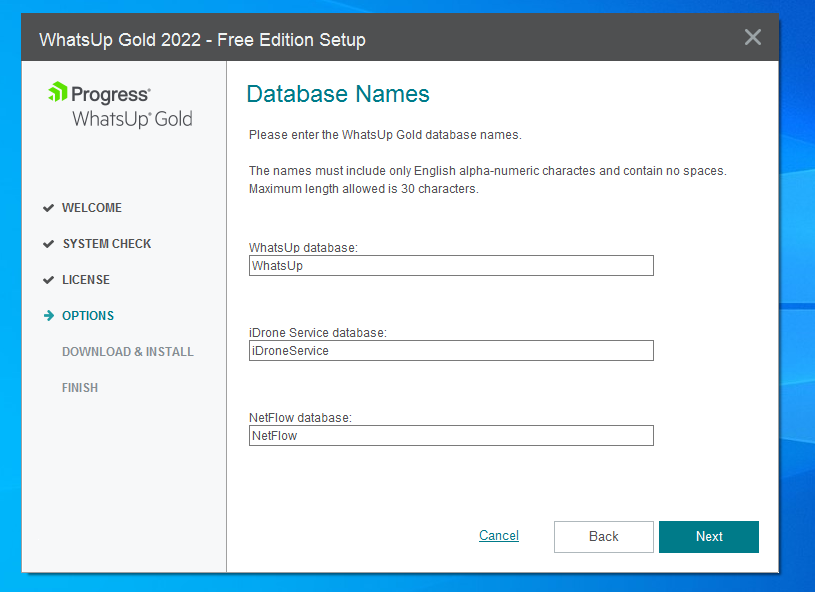 WhatsUp Gold 2022 - Free Edition Setup
Progress®
WhatsUp® Gold
WELCOME
SYSTEM CHECK
LICENSE
OPTIONS
DOWNLOAD & INSTALL
FINISH
Database Names
Please enter the WhatsUp Gold database names.
The names must include only English alpha-numeric charactes and contain no spaces.
Maximum length allowed is 30 characters.
WhatsUp database:
WhatsUp
iDrone Service database:
iDroneService
NetFlow database:
NetFlow
Cancel
Back
Next